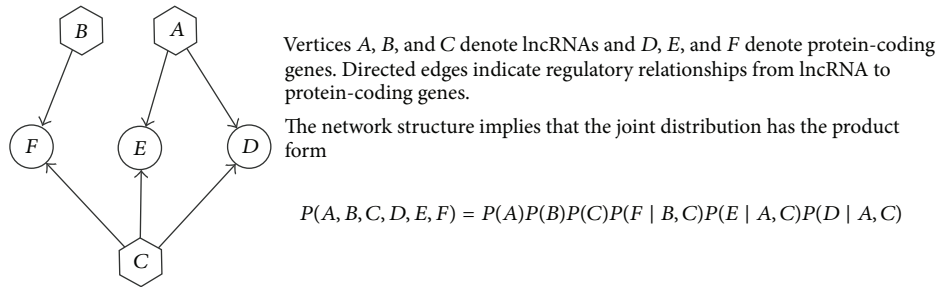 B
A
Vertices A, B, and C denote lncRNAs and D, E, and F denote protein-coding
genes. Directed edges indicate regulatory relationships from lncRNA to
protein-coding genes.
The network structure implies that the joint distribution has the product
form
F
E
D
P(A, B, C, D, E, F) = P(A)P(B)P(C)P(F | B, C)P(E | A, C)P(D | A, C)
C